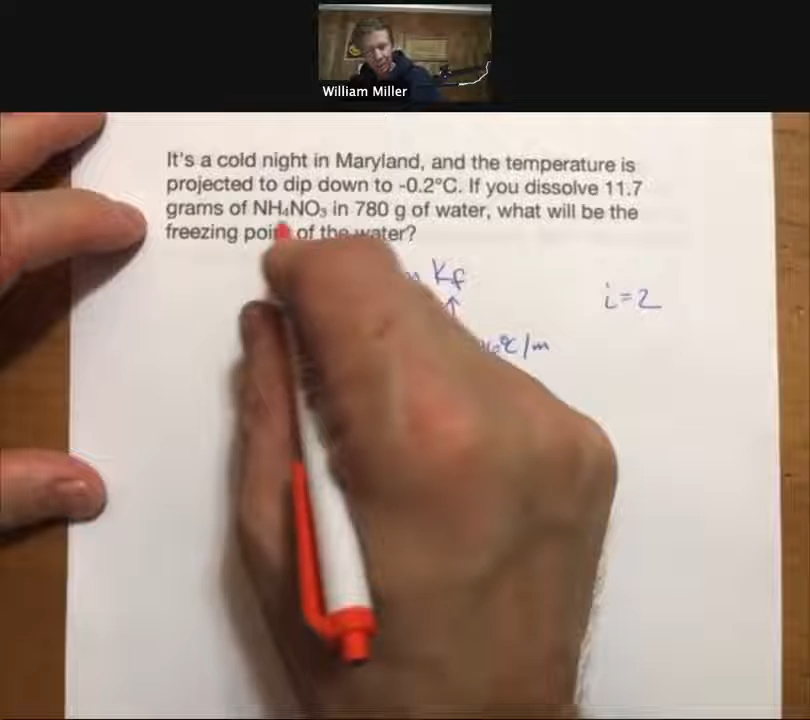 William Miller
It's a cold night in Maryland, and the temperature is
projected to dip down to -0.2°C. If you dissolve 11.7
grams of NH₄NO₃ in 780 g of water, what will be the
freezing point of the water?
Kf
i=2
↑
°C/m